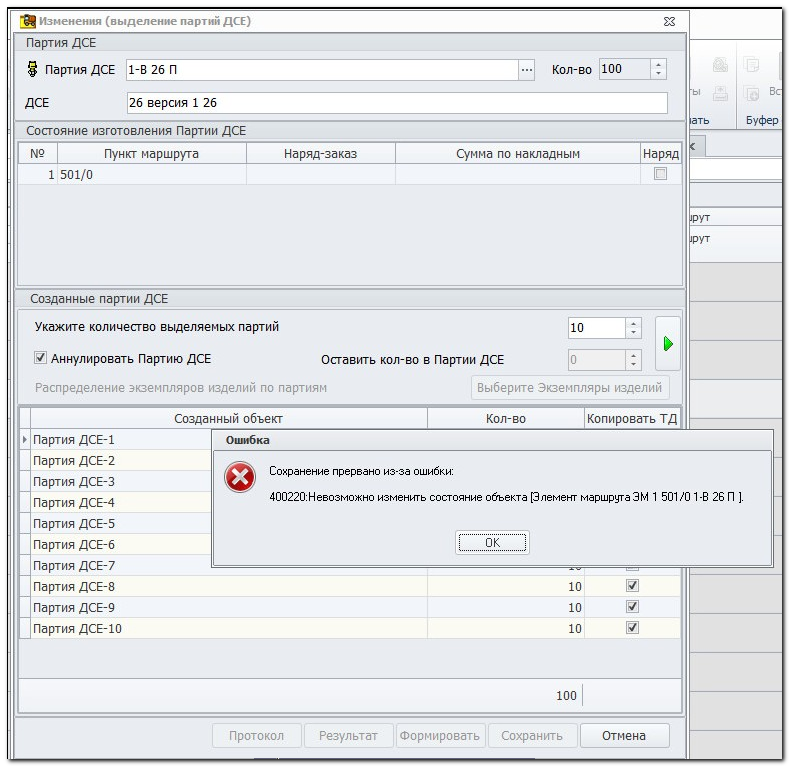 Изменения (выделение партий ДСЕ)
Партия ДСЕ
Партия ДСЕ 1-В 26 П ... Кол-во 100
ДСЕ 26 версия 1 26
Состояние изготовления Партии ДСЕ
№ Пункт маршрута Наряд-заказ Сумма по накладным Наряд
1 501/0
Созданные партии ДСЕ
Укажите количество выделяемых партий 10
Аннулировать Партию ДСЕ Оставить кол-во в Партии ДСЕ 0
Распределение экземпляров изделий по партиям Выберите Экземпляры изделий
Созданный объект Кол-во Копировать ТД
Партия ДСЕ-1
Партия ДСЕ-2
Партия ДСЕ-3
Партия ДСЕ-4
Партия ДСЕ-5
Партия ДСЕ-6
Партия ДСЕ-7 10
Партия ДСЕ-8 10
Партия ДСЕ-9 10
Партия ДСЕ-10 10
100
Протокол Результат Формировать Сохранить Отмена
Ошибка
Сохранение прервано из-за ошибки:
400220:Невозможно изменить состояние объекта [Элемент маршрута ЭМ 1 501/0 1-В 26 П ].
OK
Буфер